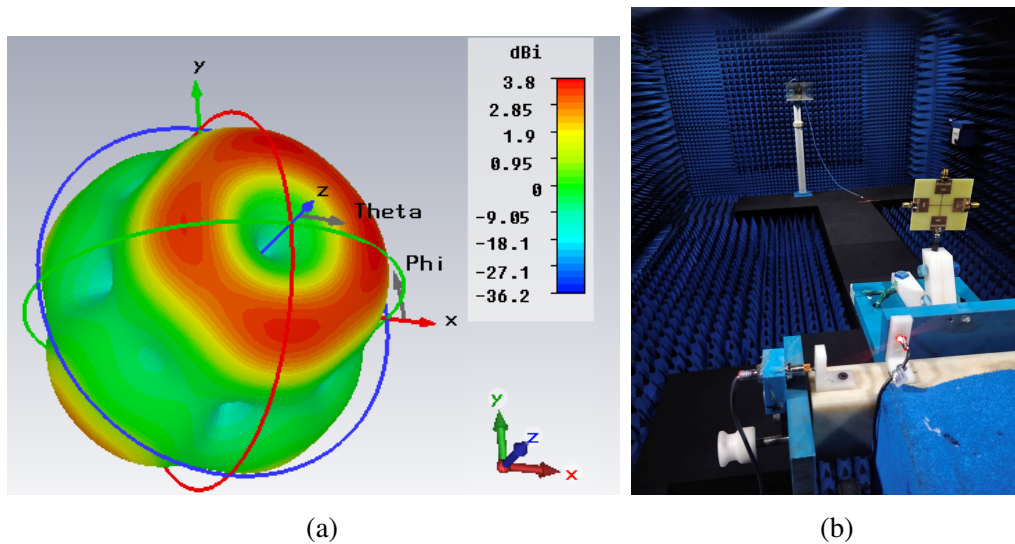 dBi
3.8
2.85
1.9
0.95
0
-9.05
-18.1
-27.1
-36.2
y
z
Theta
Phi
x
y
z
x
(a)
(b)